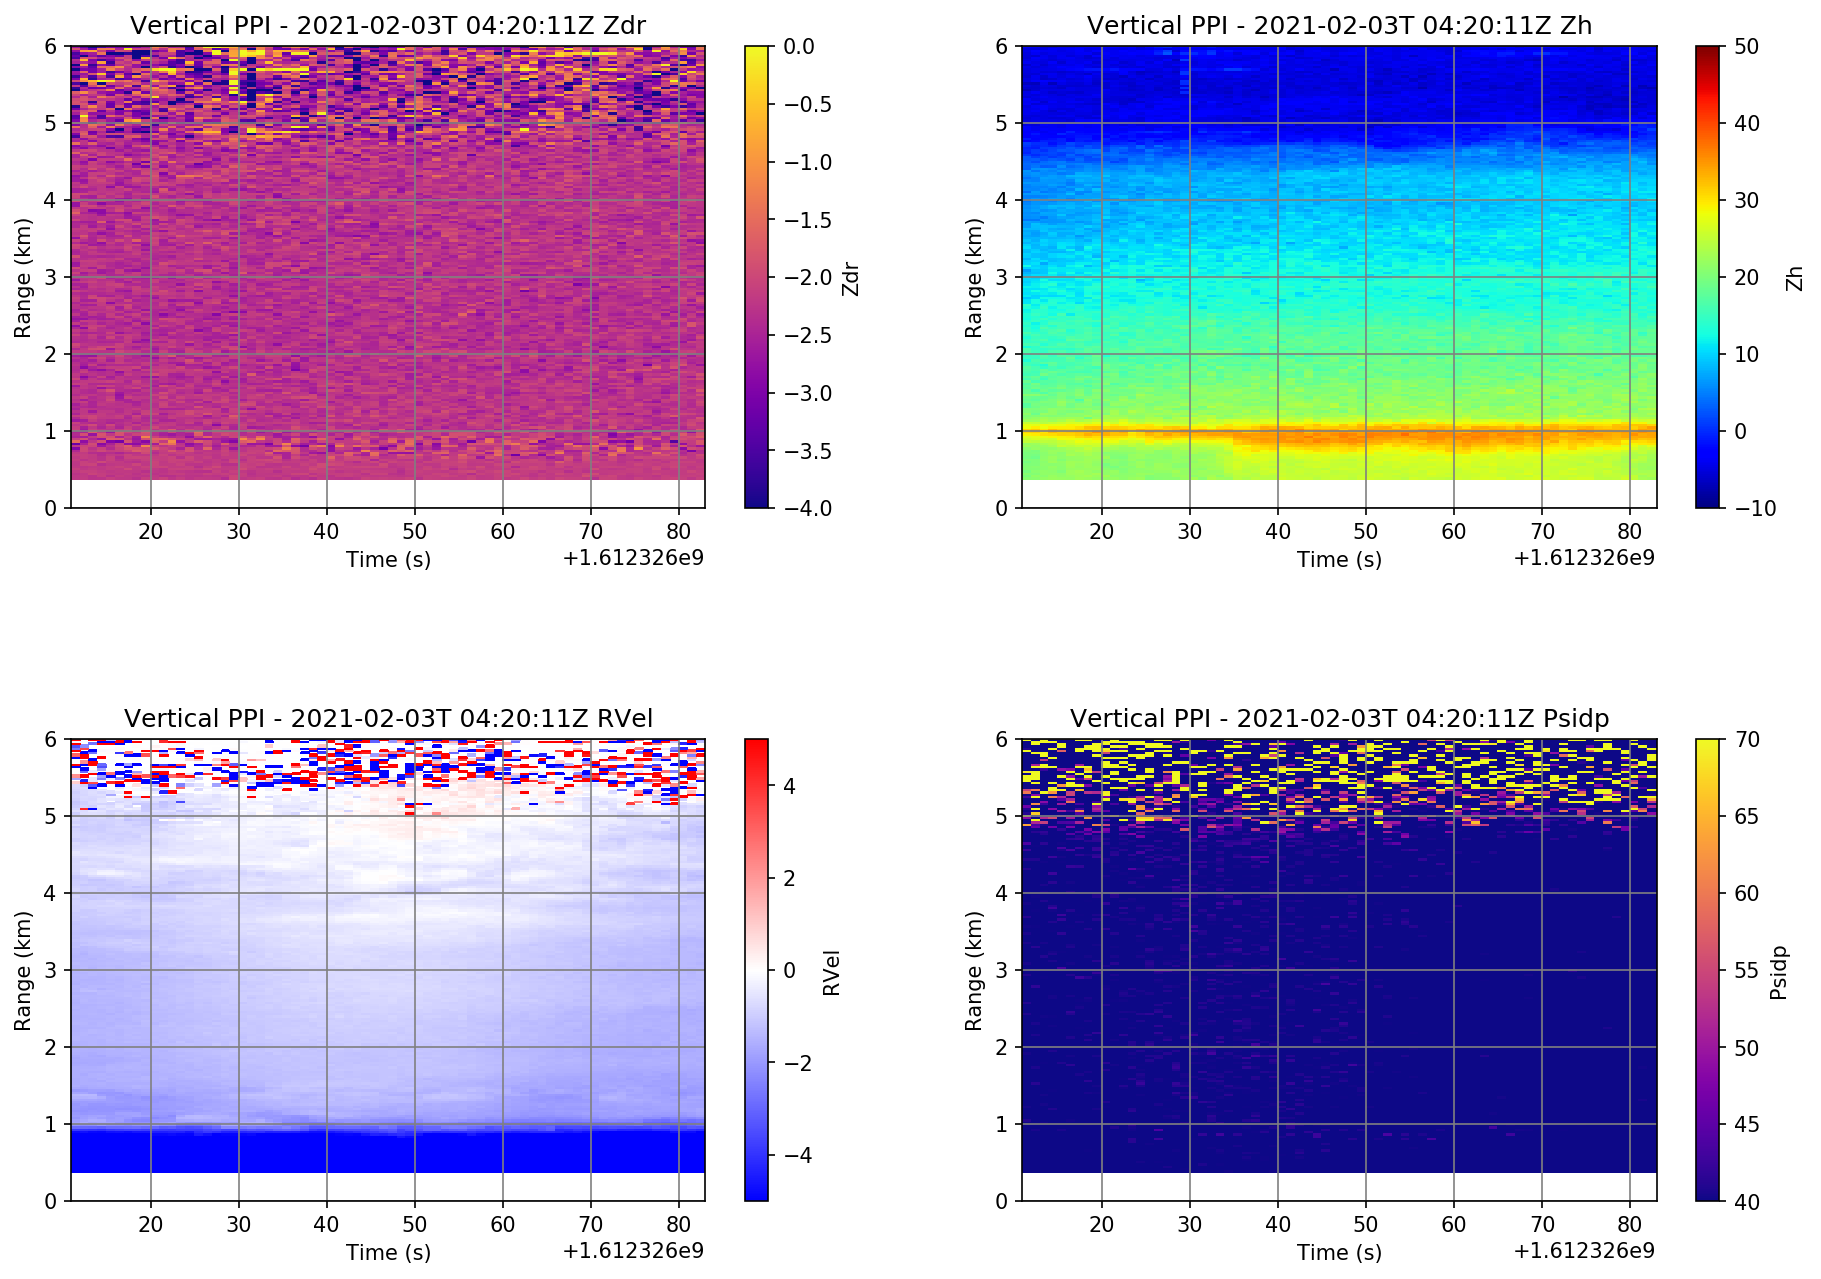 Vertical PPI - 2021-02-03T 04:20:11Z Zdr
6
5
4
3
2
1
0
Range (km)
20 30 40 50 60 70 80
Time (s)
+1.612326e9
0.0
−0.5
−1.0
−1.5
−2.0
−2.5
−3.0
−3.5
−4.0
Zdr
Vertical PPI - 2021-02-03T 04:20:11Z Zh
6
5
4
3
2
1
0
Range (km)
20 30 40 50 60 70 80
Time (s)
+1.612326e9
50
40
30
20
10
0
−10
Zh
Vertical PPI - 2021-02-03T 04:20:11Z RVel
6
5
4
3
2
1
0
Range (km)
20 30 40 50 60 70 80
Time (s)
+1.612326e9
4
2
0
−2
−4
RVel
Vertical PPI - 2021-02-03T 04:20:11Z Psidp
6
5
4
3
2
1
0
Range (km)
20 30 40 50 60 70 80
Time (s)
+1.612326e9
70
65
60
55
50
45
40
Psidp